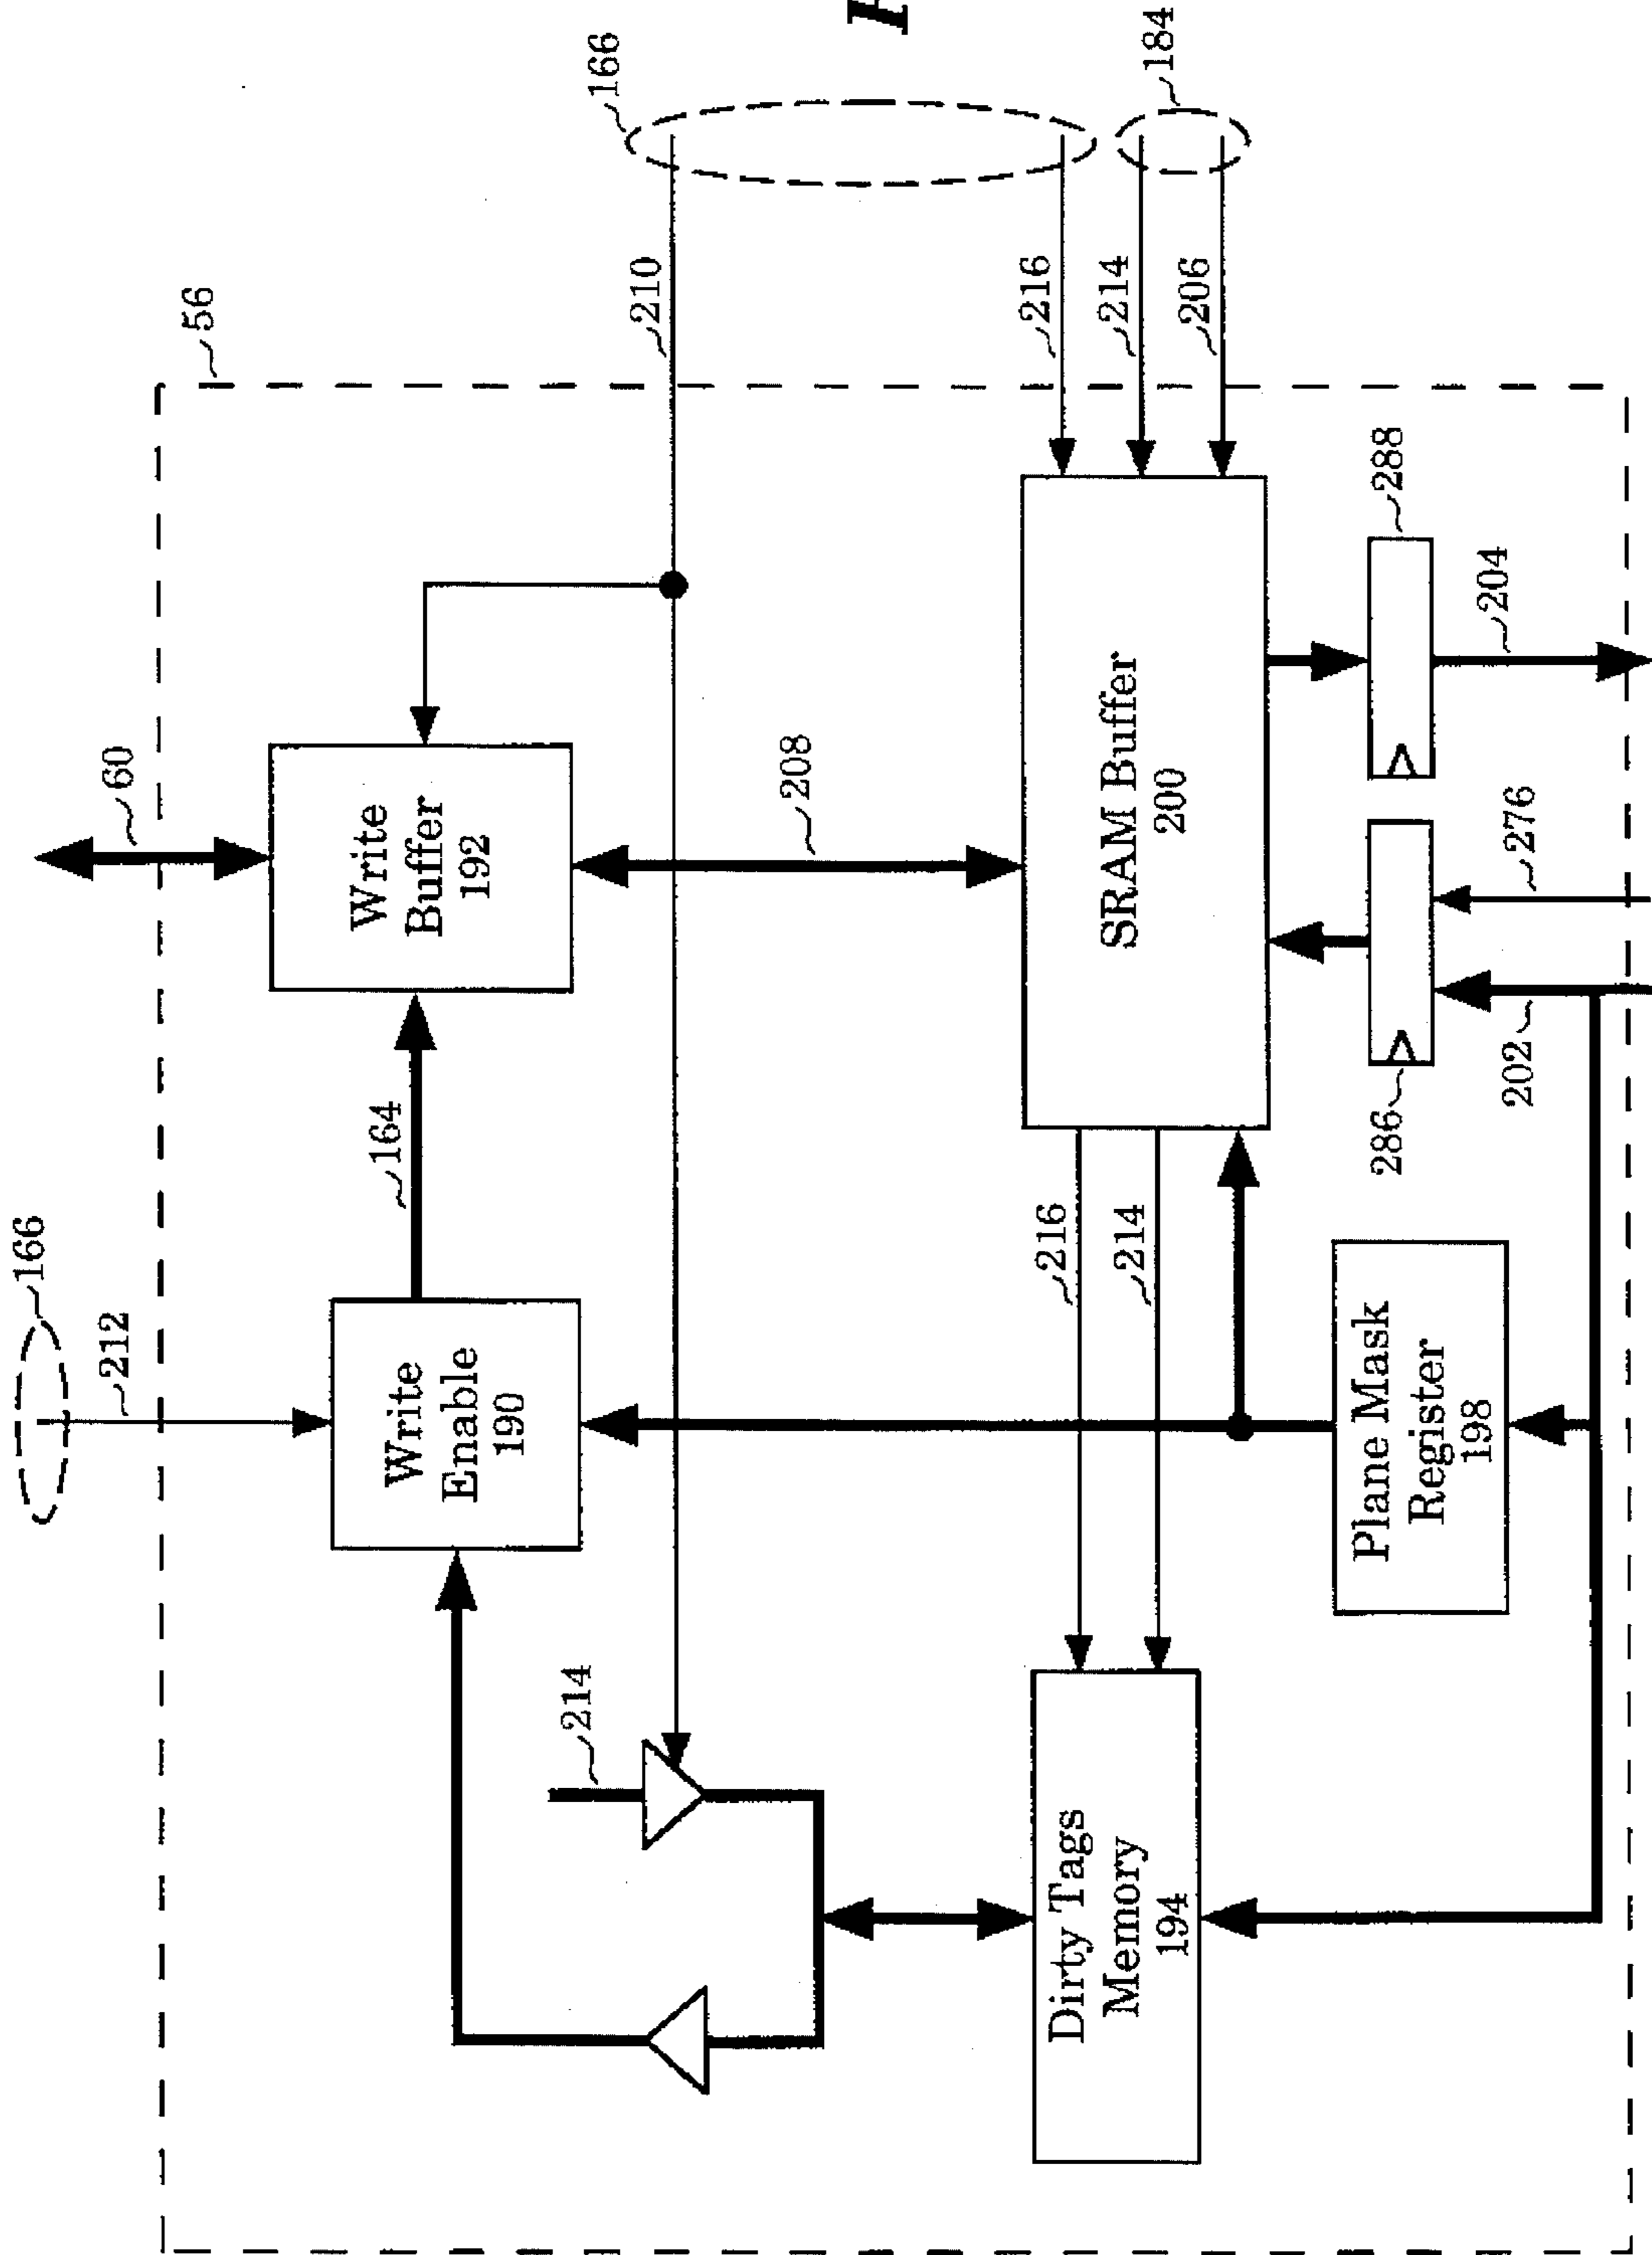 166
212
60
56
164
Write
Enable
190
Write
Buffer
192
214
166
210
208
216
216
214
214
184
206
Dirty Tags
Memory
194
SRAM Buffer
200
Plane Mask
Register
198
286
288
202
276
204